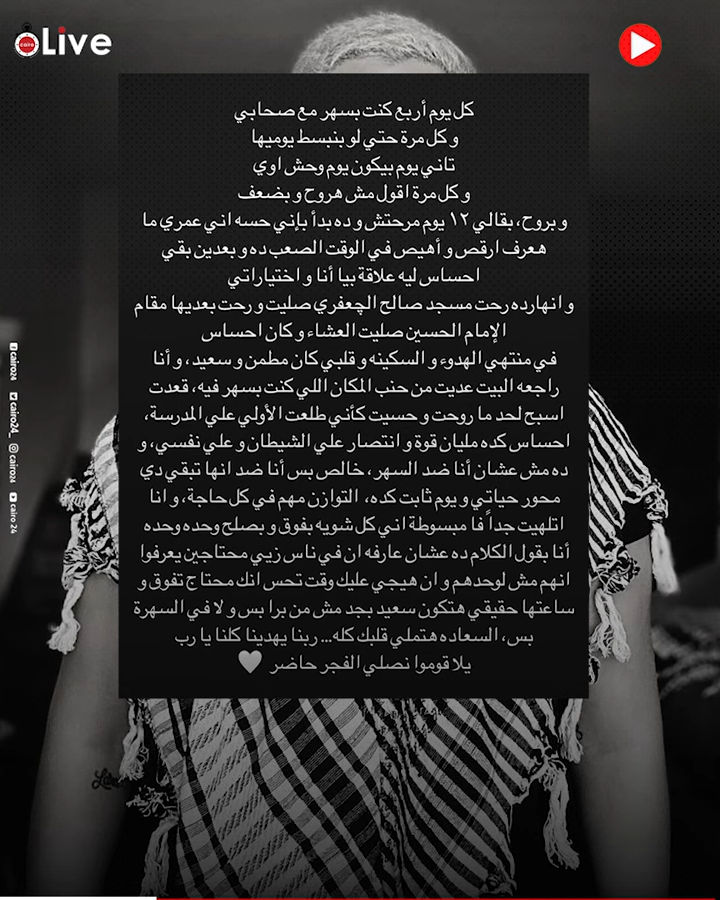 Live
كل يوم أربع كنت بسهر مع صحابي
و كل مرة حتي لو بنبسط يوميها
تاني يوم بيكون يوم وحش اوي
و كل مرة اقول مش هروح و بضعف
و بروح، بقالي ١٢ يوم مرحتش و ده بدأ بإني حسه اني عمري ما
هعرف ارقص و أهيص في الوقت الصعب ده و بعدين بقي
احساس ليه علاقة بيا أنا و اختياراتي
و انهارده رحت مسجد صالح الجعفري صليت و رحت بعديها مقام
الإمام الحسين صليت العشاء و كان احساس
في منتهي الهدوء و السكينه و قلبي كان مطمن و سعيد، و أنا
راجعه البيت عديت من حنب المكان اللي كنت بسهر فيه، قعدت
اسبح لحد ما روحت و حسيت كأني طلعت الأولي علي المدرسة،
احساس كده مليان قوة و انتصار علي الشيطان و علي نفسي، و
ده مش عشان أنا ضد السهر، خالص بس أنا ضد انها تبقي دي
محور حياتي و يوم ثابت كده، التوازن مهم في كل حاجة، و انا
اتلهيت جداً فا مبسوطة اني كل شويه بفوق و بصلح وحده وحده
أنا بقول الكلام ده عشان عارفه ان في ناس زيي محتاجين يعرفوا
انهم مش لوحدهم و ان هيجي عليك وقت تحس انك محتاج تفوق و
ساعتها حقيقي هتكون سعيد بجد مش من برا بس و لا في السهرة
بس، السعاده هتملي قلبك كله... ربنا يهدينا كلنا يا رب
يلا قوموا نصلي الفجر حاضر 🤍
cairo24
cairo24_
cairo24
cairo 24